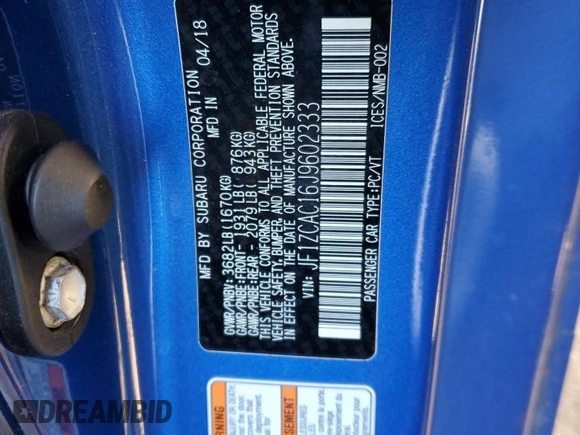 MFD BY SUBARU CORPORATION
MFD IN 04/18
GVWR/PNBV: 3682LB (1670KG)
GAWR/PNBE:FRONT- 1931LB ( 876KG)
GAWR/PNBE:REAR - 2079LB ( 943KG)
THIS VEHICLE CONFORMS TO ALL APPLICABLE FEDERAL MOTOR
VEHICLE SAFETY,BUMPER, AND THEFT PREVENTION STANDARDS
IN EFFECT ON THE DATE OF MANUFACTURE SHOWN ABOVE.
VIN: JF1ZCAC16J9602333
PASSENGER CAR TYPE:PC/VT ICES/NMB-002
DREAMBID